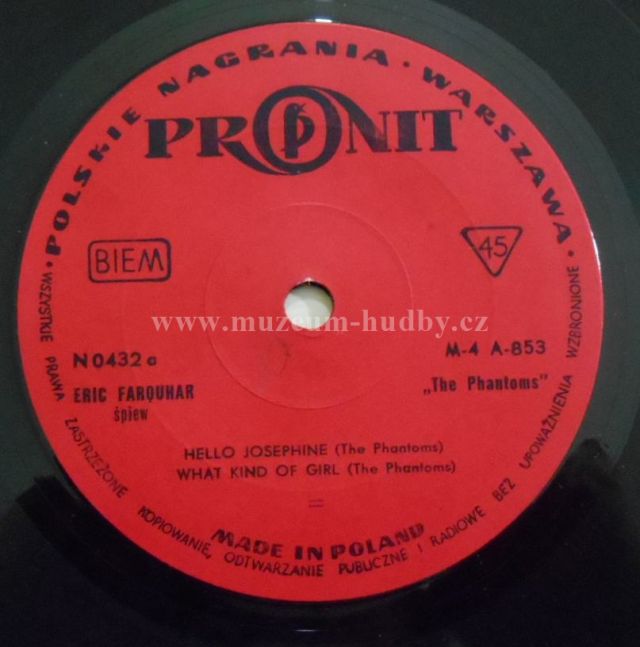 • POLSKIE NAGRANIA • WARSZAWA •
PRONIT
BIEM
45
www.muzeum-hudby.cz
N 0432 a
M-4 A-853
ERIC FARQUHAR
śpiew
„The Phantoms"
HELLO JOSEPHINE (The Phantoms)
WHAT KIND OF GIRL (The Phantoms)
MADE IN POLAND
WSZYSTKIE PRAWA ZASTRZEŻONE KOPIOWANIE, ODTWARZANIE PUBLICZNE I RADIOWE BEZ UPOWAŻNIENIA WZBRONIONE